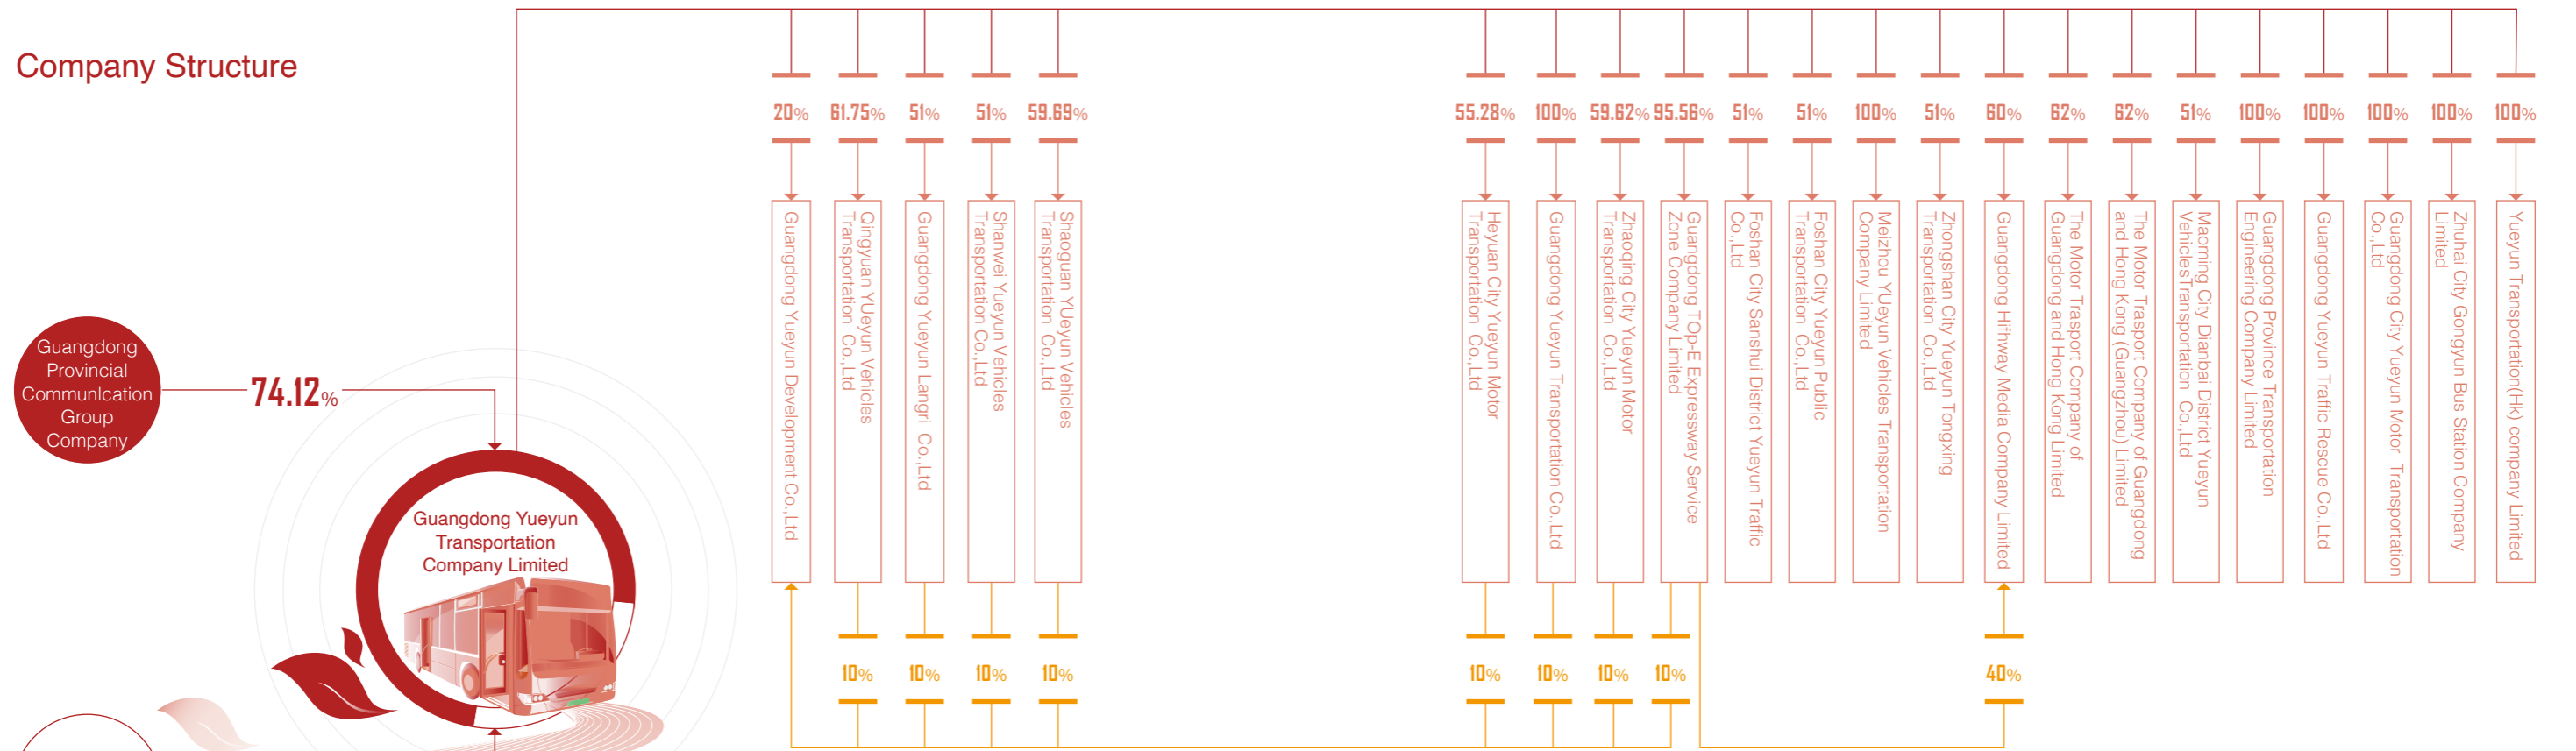 Company Structure
20%
61.75%
51%
51%
59.69%
55.28%
100%
59.62%
95.56%
51%
51%
100%
51%
60%
62%
62%
51%
100%
100%
100%
100%
100%
Guangdong
Provincial
CommunIcation
Group
Company
74.12%
Guangdong Yueyun
Transportation
Company Limited
Guangdong Yueyun Development Co.,Ltd
Qingyuan YUeyun Vehicles
Transportation Co.,Ltd
Guangdong Yueyun Langri Co.,Ltd
Shanwei Yueyun Vehicles
Transportation Co.,Ltd
Shaoguan YUeyun Vehicles
Transportation Co.,Ltd
Heyuan City Yueyun Motor
Transportation Co.,Ltd
Guangdong Yueyun Transportation Co.,Ltd
Zhaoqing City Yueyun Motor
Transportation Co.,Ltd
Guangdong TOp-E Expressway Service
Zone Company Limited
Foshan City Sanshui District Yueyun Traffic
Co.,Ltd
Foshan City Yueyun Public
Transportation Co.,Ltd
Meizhou YUeyun Vehicles Transportation
Company Limited
Zhongshan City Yueyun Tongxing
Transportation Co.,Ltd
Guangdong Hifhway Media Company Limited
The Motor Trasport Company of
Guangdong and Hong Kong Limited
The Motor Trasport Company of Guangdong
and Hong Kong (Guangzhou) Limited
Maoming City Dianbai District Yueyun
VehiclesTransportation Co.,Ltd
Guangdong Province Transportation
Engineering Company Limited
Guangdong Yueyun Traffic Rescue Co.,Ltd
Guangdong City Yueyun Motor Transportation
Co.,Ltd
Zhuhai City Gongyun Bus Station Company
Limited
Yueyun Transportation(Hk) company Limited
10%
10%
10%
10%
10%
10%
10%
10%
40%